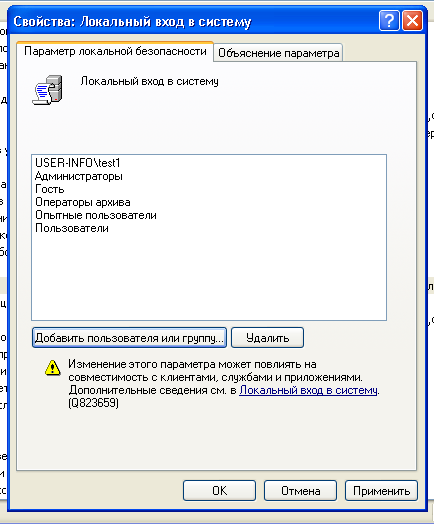 Свойства: Локальный вход в систему
Параметр локальной безопасности
Объяснение параметра
Локальный вход в систему
USER-INFO\test1
Администраторы
Гость
Операторы архива
Опытные пользователи
Пользователи
Добавить пользователя или группу...
Удалить
Изменение этого параметра может повлиять на
совместимость с клиентами, службами и приложениями.
Дополнительные сведения см. в Локальный вход в систему.
(Q823659)
ОК
Отмена
Применить